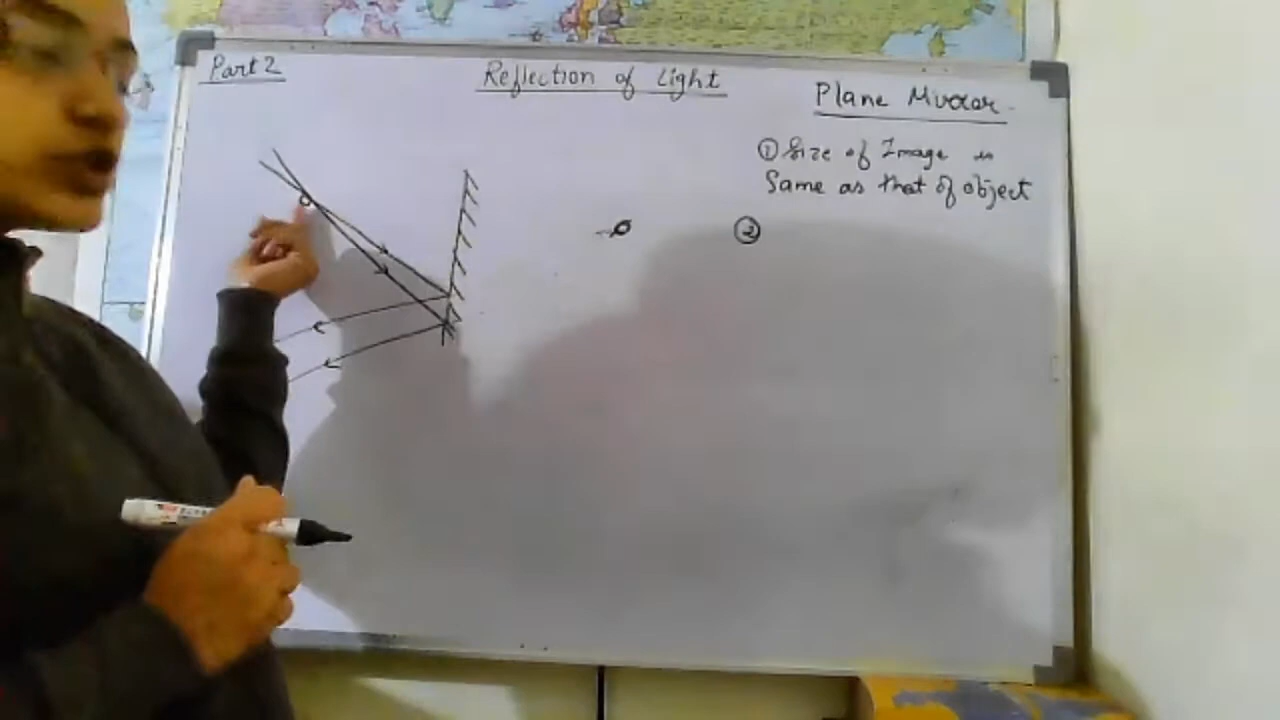 Part 2
Reflection of Light
Plane Mirror
① Size of Image is
Same as that of object
②